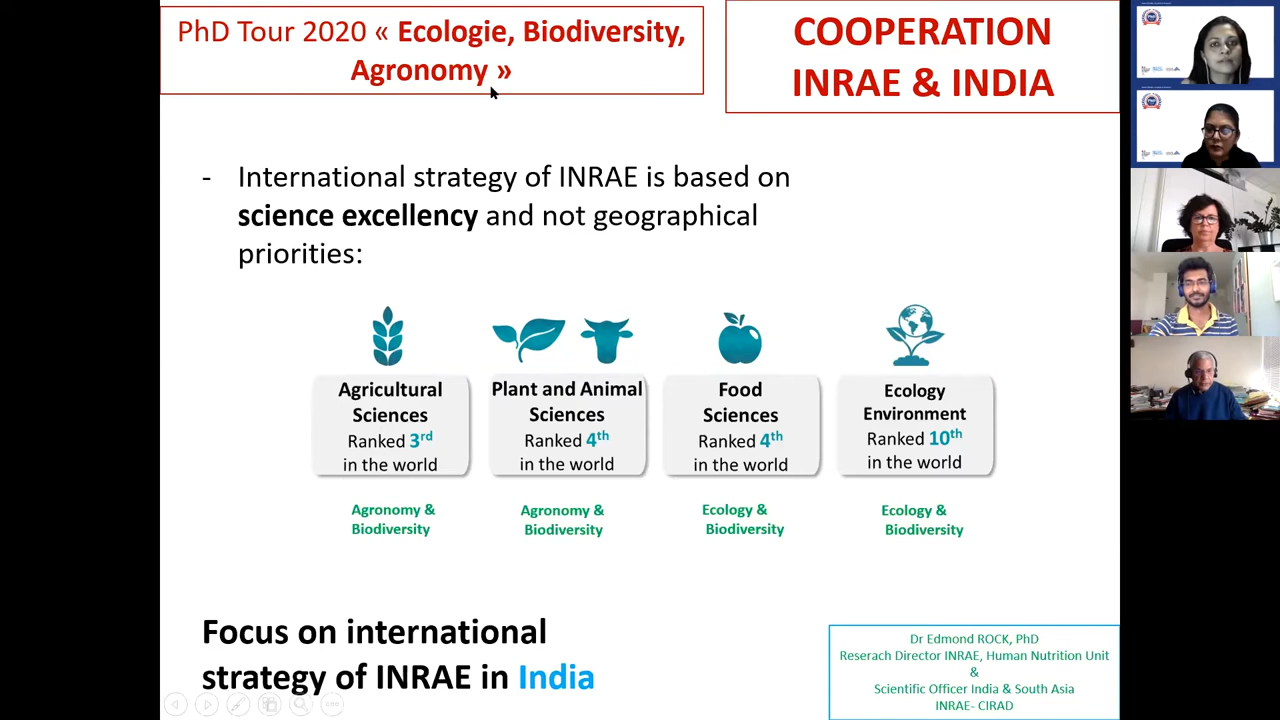 PhD Tour 2020 « Ecologie, Biodiversity,
Agronomy »
COOPERATION
INRAE & INDIA
- International strategy of INRAE is based on
science excellency and not geographical
priorities:
Agricultural
Sciences
Ranked 3rd
in the world
Plant and Animal
Sciences
Ranked 4th
in the world
Food
Sciences
Ranked 4th
in the world
Ecology
Environment
Ranked 10th
in the world
Agronomy &
Biodiversity
Agronomy &
Biodiversity
Ecology &
Biodiversity
Ecology &
Biodiversity
Focus on international
strategy of INRAE in India
Dr Edmond ROCK, PhD
Reserach Director INRAE, Human Nutrition Unit
&
Scientific Officer India & South Asia
INRAE- CIRAD